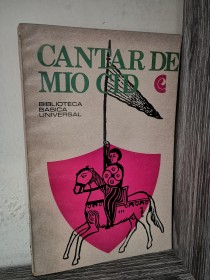 CANTAR DE
MIO CID
BIBLIOTECA
BASICA
UNIVERSAL